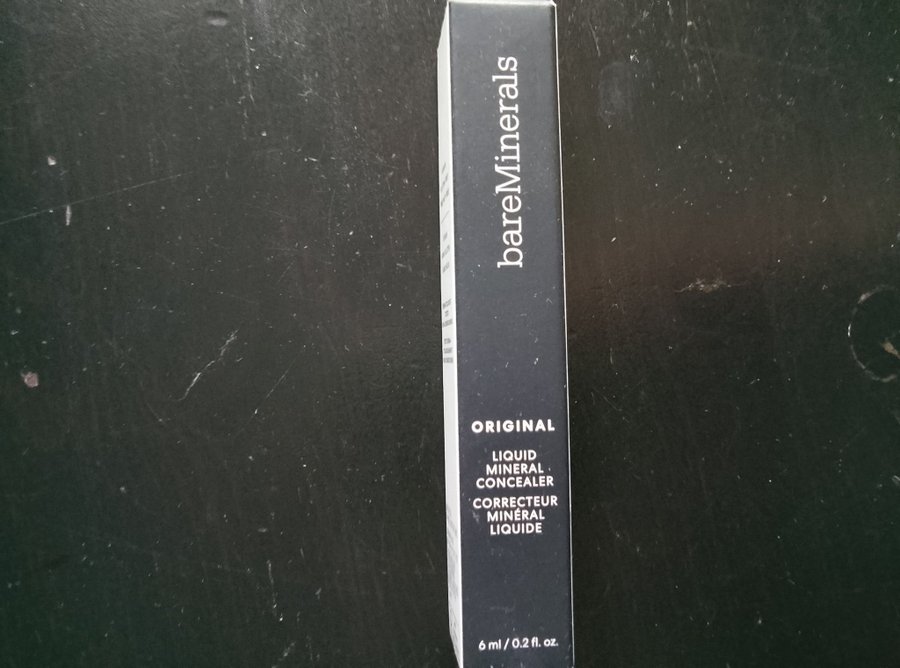 bareMinerals
ORIGINAL
LIQUID
MINERAL
CONCEALER
CORRECTEUR
MINÉRAL
LIQUIDE
6 ml / 0.2 fl. oz.